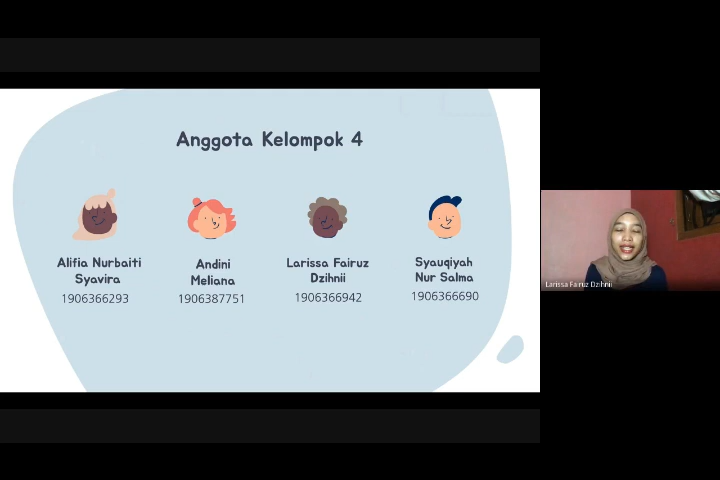 Anggota Kelompok 4
Alifia Nurbaiti
Syavira
1906366293
Andini
Meliana
1906387751
Larissa Fairuz
Dzihnii
1906366942
Syauqiyah
Nur Salma
1906366690
Larissa Fairuz Dzihnii